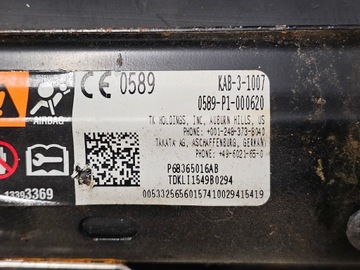 CE 0589
KAB-3-1007
0589-P1-000620
TK HOLDINGS, INC, AUBURN HILLS, US
PHONE: +001-248-373-8040
TAKATA AG, ASCHAFFENBURG, GERMANY
PHONE: +49-6021-65-0
AIRBAG
P68365016AB
TDKLI1549B0294
00533256560157410029415419